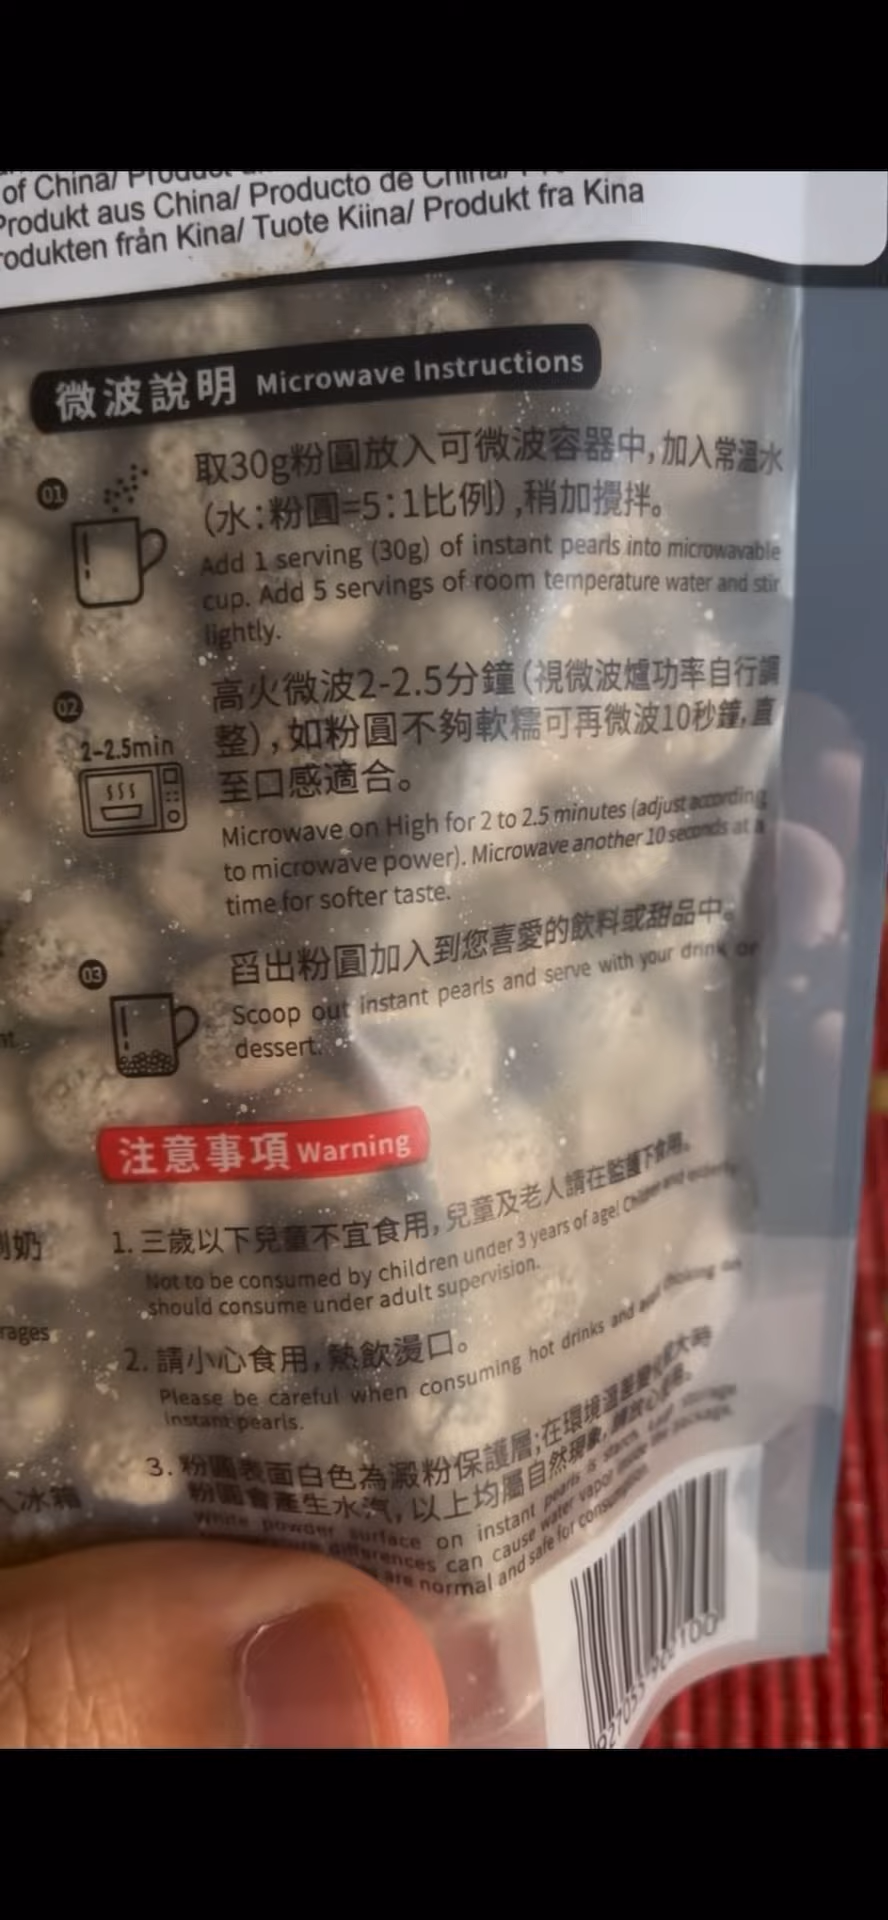 of China/ Product
Produkt aus China/ Producto de China/
rodukten från Kina/ Tuote Kiina/ Produkt fra Kina
微波說明 Microwave Instructions
01
取30g粉圓放入可微波容器中,加入常溫水
(水:粉圓=5:1比例),稍加攪拌。
Add 1 serving (30g) of instant pearls into microwavable
cup. Add 5 servings of room temperature water and stir
lightly.
02
2-2.5min
高火微波2-2.5分鐘(視微波爐功率自行調
整),如粉圓不夠軟糯可再微波10秒鐘,直
至口感適合。
Microwave on High for 2 to 2.5 minutes (adjust according
to microwave power). Microwave another 10 seconds at a
time for softer taste.
03
舀出粉圓加入到您喜愛的飲料或甜品中。
Scoop out instant pearls and serve with your drink or
dessert.
注意事項 Warning
1. 三歲以下兒童不宜食用,兒童及老人請在監護下食用。
Not to be consumed by children under 3 years of age! and
should consume under adult supervision.
2. 請小心食用,熱飲燙口。
Please be careful when consuming hot drinks and
instant pearls.
3. 粉圓表面白色為澱粉保護層;在環境溫差
粉圓會產生水汽,以上均屬自然現象,
White powder surface on instant pearls is starch.
differences can cause water vapor inside the package.
are normal and safe for consumption.
奶
rages
冰箱